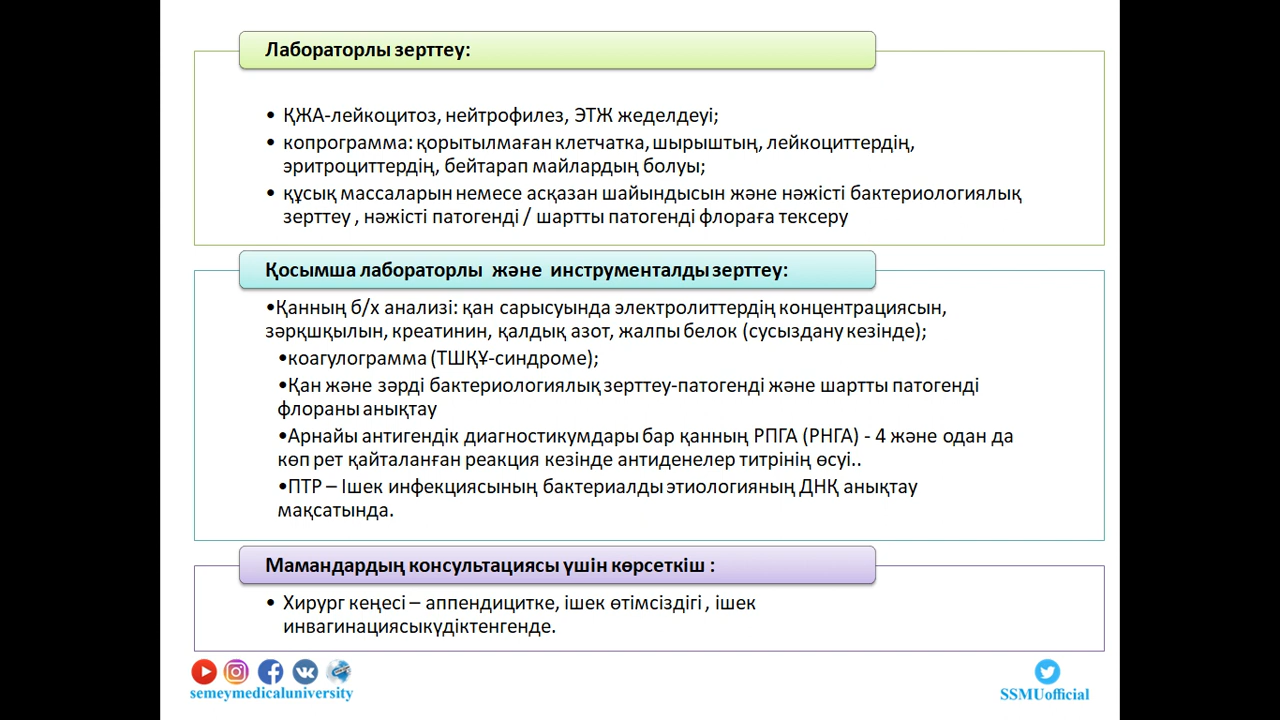 Лабораторлы зерттеу:
• ҚЖА-лейкоцитоз, нейтрофилез, ЭТЖ жеделдеуі;
• копрограмма: қорытылмаған клетчатка, шырыштың, лейкоциттердің,
эритроциттердің, бейтарап майлардың болуы;
• құсық массаларын немесе асқазан шайындысын және нәжісті бактериологиялық
зерттеу , нәжісті патогенді / шартты патогенді флораға тексеру
Қосымша лабораторлы және инструменталды зерттеу:
•Қанның б/х анализі: қан сарысуында электролиттердің концентрациясын,
зәрқшқылын, креатинин, қалдық азот, жалпы белок (сусыздану кезінде);
•коагулограмма (ТШҚҰ-синдроме);
•Қан және зәрді бактериологиялық зерттеу-патогенді және шартты патогенді
флораны анықтау
•Арнайы антигендік диагностикумдары бар қанның РПГА (РНГА) - 4 және одан да
көп рет қайталанған реакция кезінде антиденелер титрінің өсуі..
•ПТР – Ішек инфекциясының бактериалды этиологияның ДНҚ анықтау
мақсатында.
Мамандардың консультациясы үшін көрсеткіш :
• Хирург кеңесі – аппендицитке, ішек өтімсіздігі , ішек
инвагинациясыкүдіктенгенде.
semeymedicaluniversity
SSMUofficial